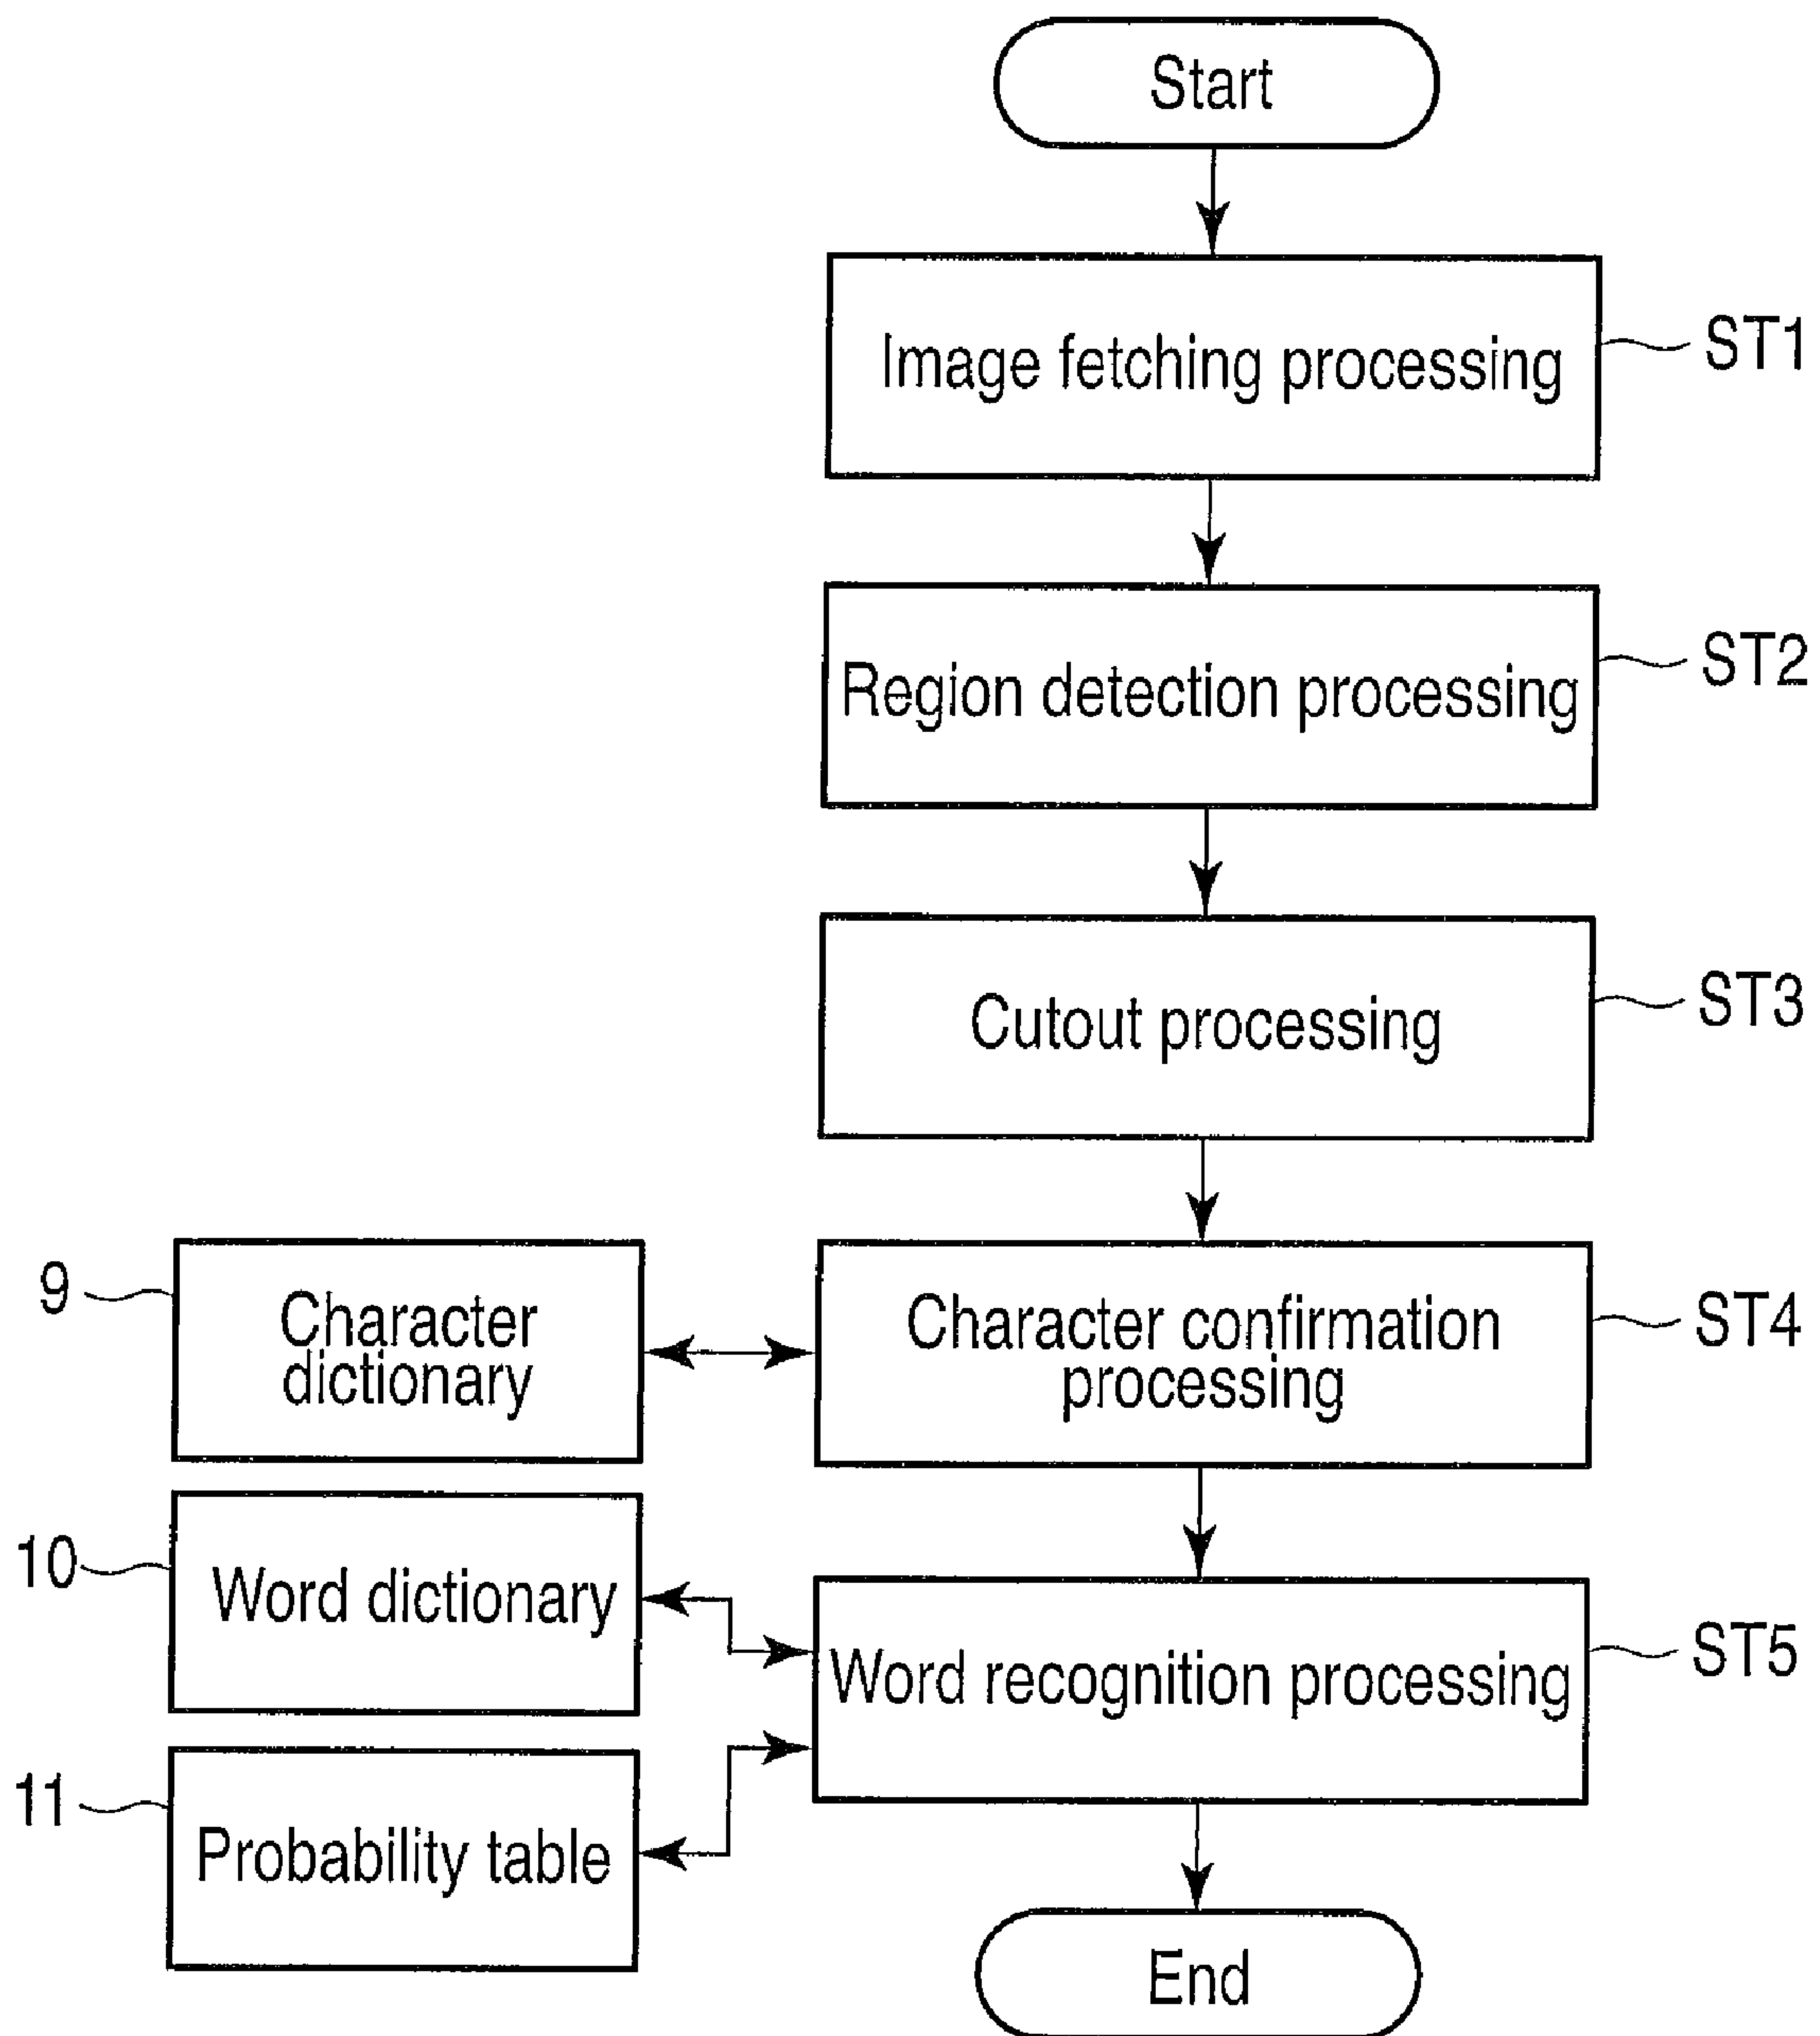 Start
Image fetching processing
ST1
Region detection processing
ST2
Cutout processing
ST3
9
Character
dictionary
Character confirmation
processing
ST4
10
Word dictionary
Word recognition processing
ST5
11
Probability table
End